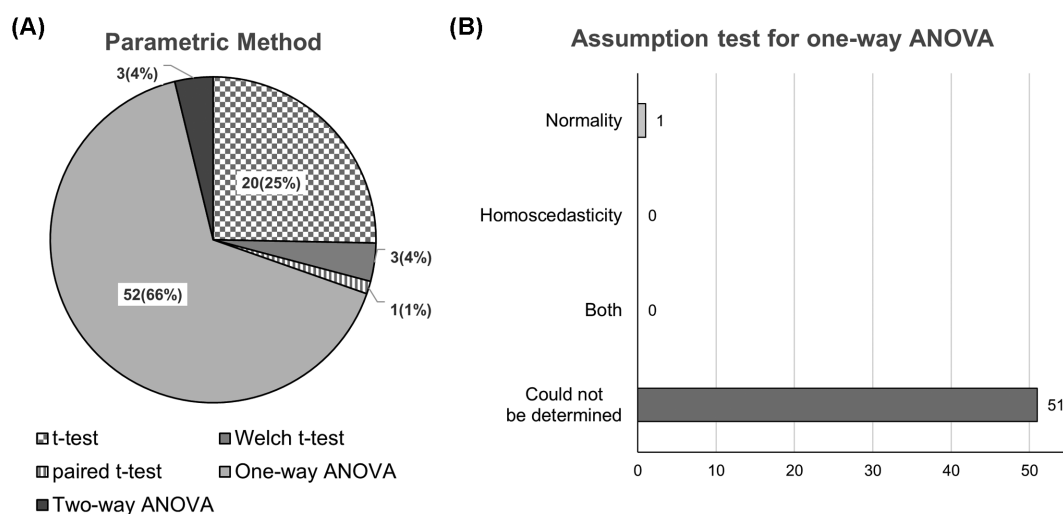 (A)
Parametric Method
3(4%)
20(25%)
3(4%)
52(66%)
1(1%)
t-test
Welch t-test
paired t-test
One-way ANOVA
Two-way ANOVA
(B)
Assumption test for one-way ANOVA
Normality
1
Homoscedasticity
0
Both
0
Could not
be determined
51
0 10 20 30 40 50